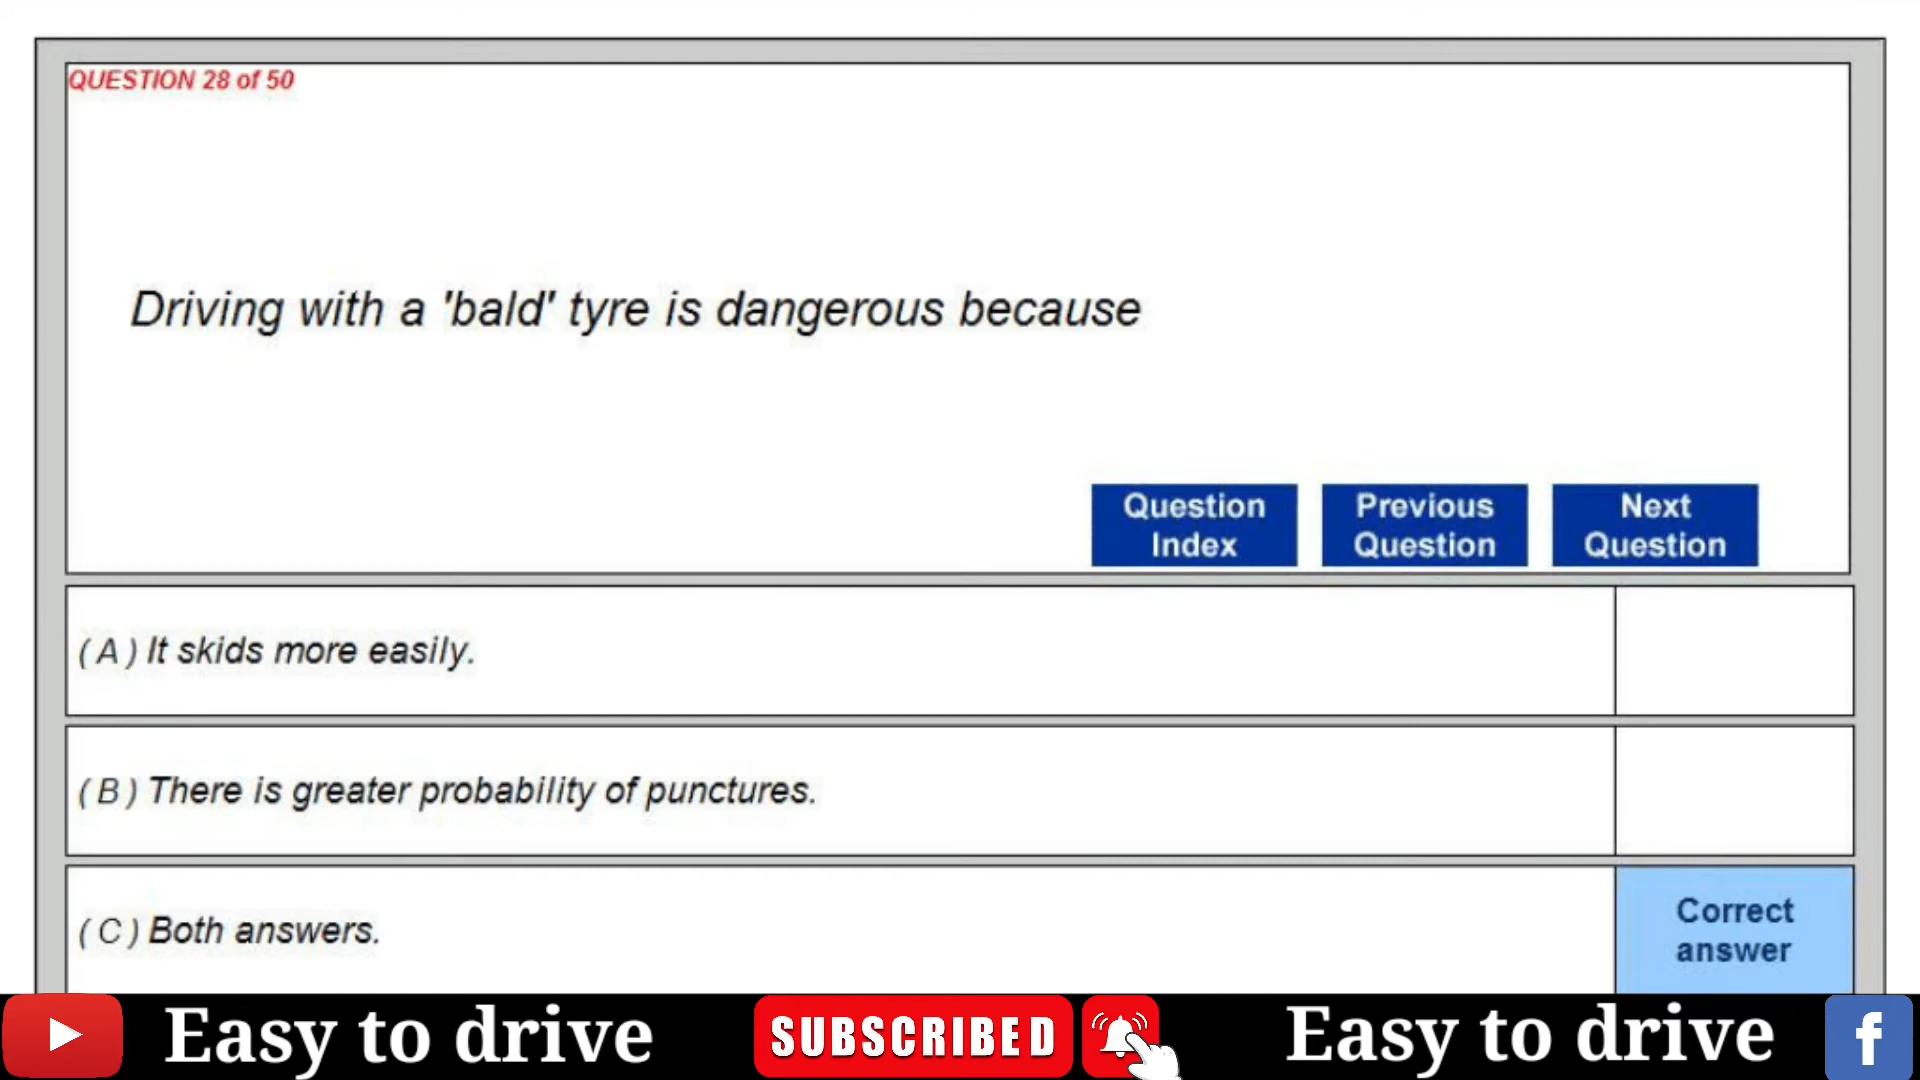 QUESTION 28 of 50
Driving with a 'bald' tyre is dangerous because
Question Index
Previous Question
Next Question
( A ) It skids more easily.
( B ) There is greater probability of punctures.
( C ) Both answers.
Correct answer
Easy to drive
SUBSCRIBED
Easy to drive
f